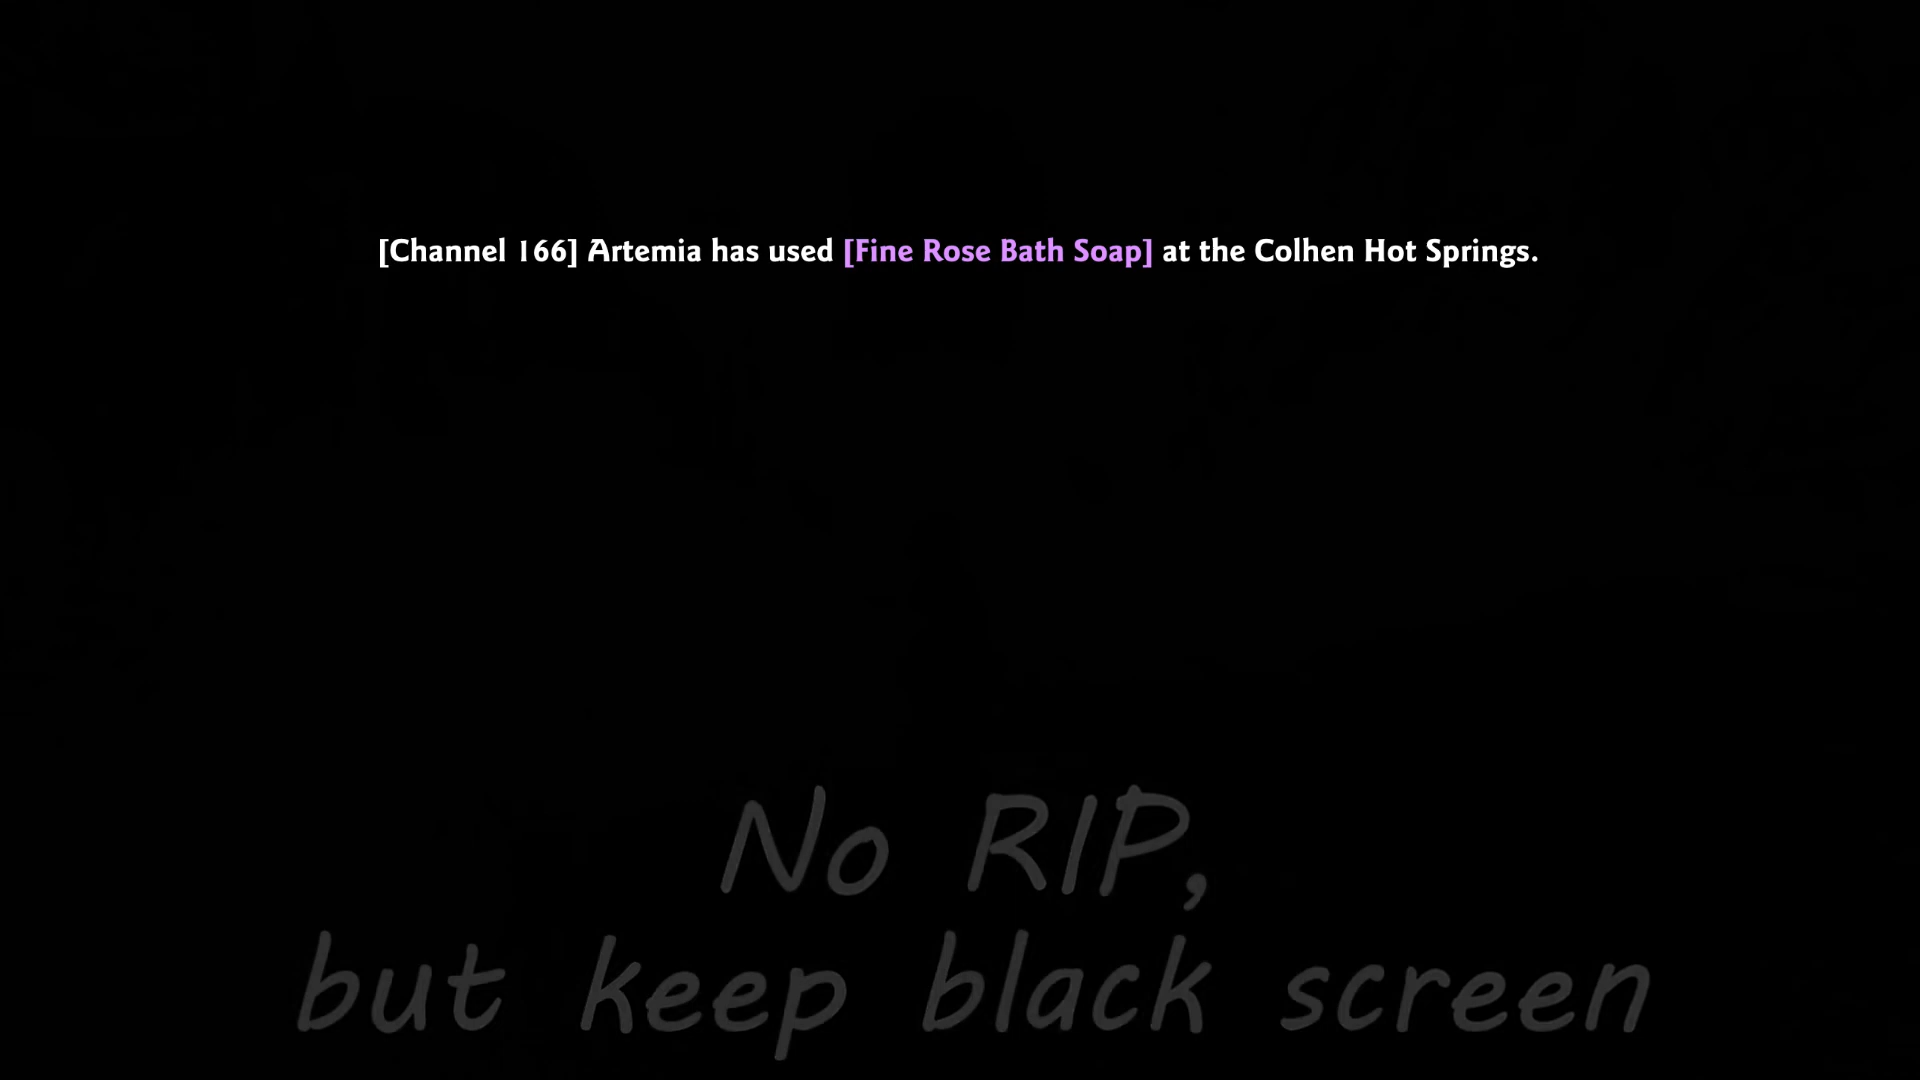 [Channel 166] Artemia has used [Fine Rose Bath Soap] at the Colhen Hot Springs.
No RIP,
but keep black screen